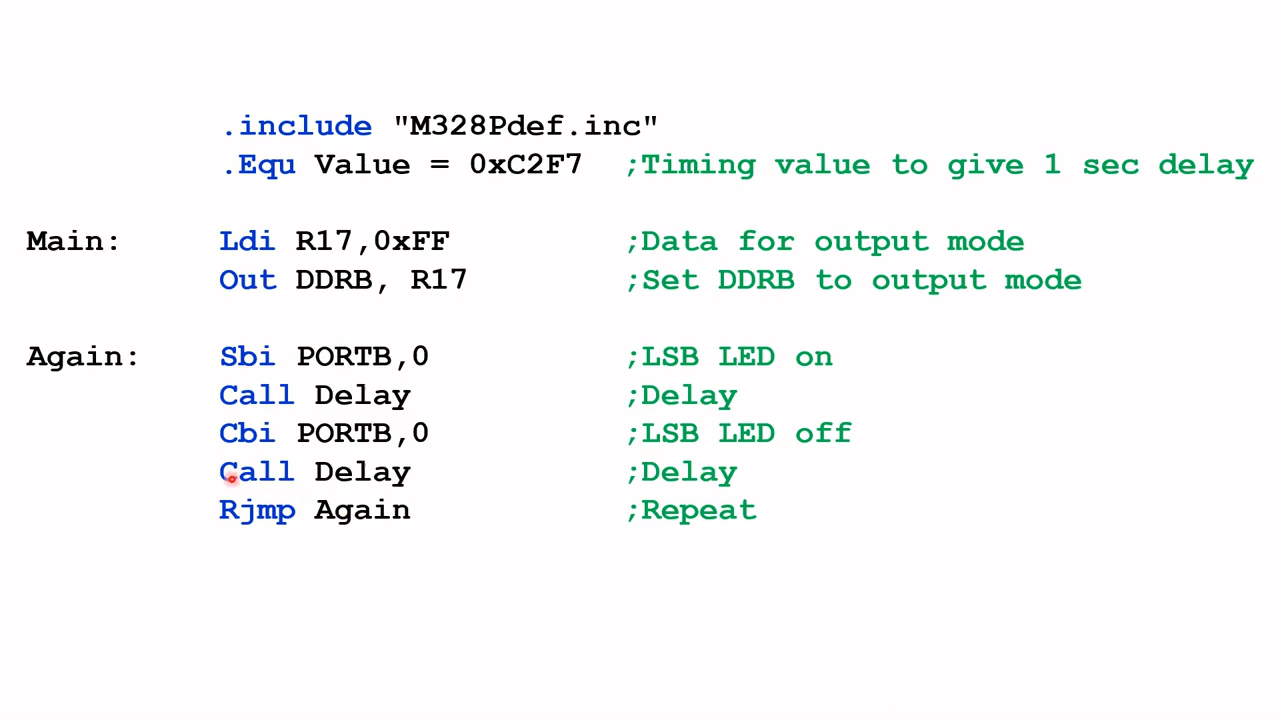 .include "M328Pdef.inc"
.Equ Value = 0xC2F7 ;Timing value to give 1 sec delay
Main: Ldi R17,0xFF ;Data for output mode
Out DDRB, R17 ;Set DDRB to output mode
Again: Sbi PORTB,0 ;LSB LED on
Call Delay ;Delay
Cbi PORTB,0 ;LSB LED off
Call Delay ;Delay
Rjmp Again ;Repeat